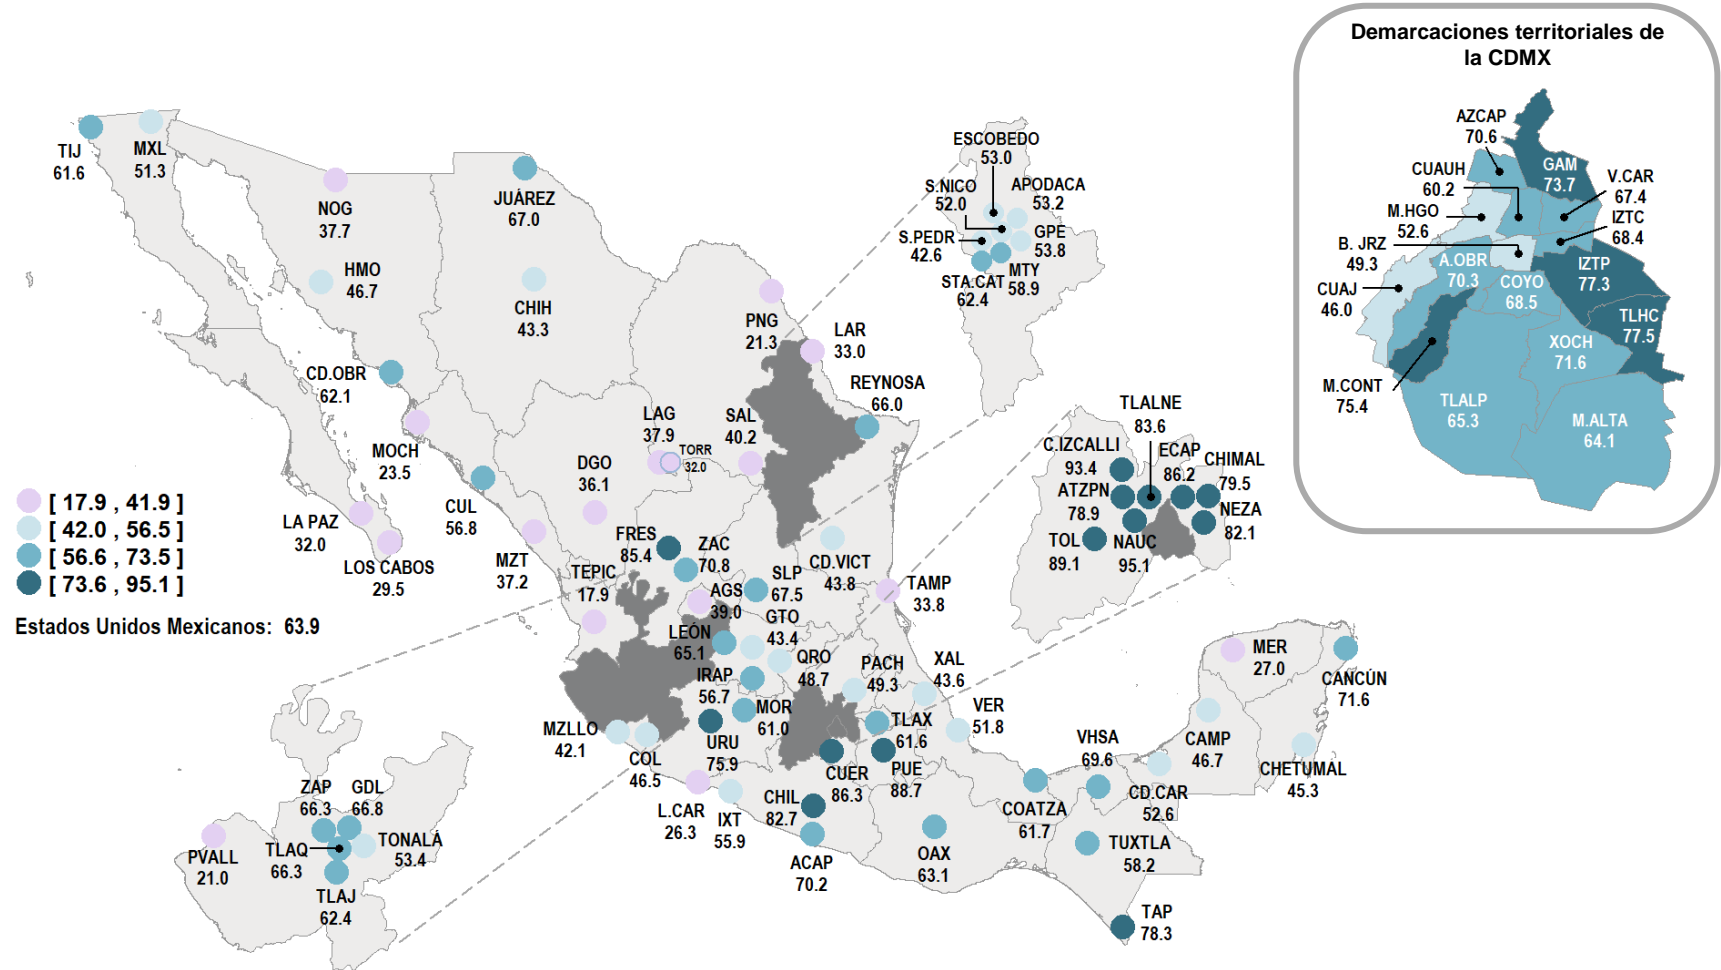 TIJ
61.6
MXL
51.3
NOG
37.7
HMO
46.7
JUÁREZ
67.0
CHIH
43.3
CD.OBR
62.1
MOCH
23.5
LA PAZ
32.0
LOS CABOS
29.5
CUL
56.8
MZT
37.2
DGO
36.1
LAG
37.9
TORR
32.0
SAL
40.2
PNG
21.3
LAR
33.0
REYNOSA
66.0
FRES
85.4
ZAC
70.8
TEPIC
17.9
AGS
39.0
SLP
67.5
CD.VICT
43.8
TAMP
33.8
GTO
43.4
LEÓN
65.1
IRAP
56.7
QRO
48.7
PACH
49.3
XAL
43.6
VER
51.8
MZLLO
42.1
COL
46.5
URU
75.9
MOR
61.0
TLAX
61.6
CUER
86.3
PUE
88.7
L.CAR
26.3
IXT
55.9
CHIL
82.7
ACAP
70.2
OAX
63.1
COATZA
61.7
VHSA
69.6
CD.CAR
52.6
TUXTLA
58.2
TAP
78.3
CAMP
46.7
MER
27.0
CANCÚN
71.6
CHETUMAL
45.3
[ 17.9 , 41.9 ]
[ 42.0 , 56.5 ]
[ 56.6 , 73.5 ]
[ 73.6 , 95.1 ]
Estados Unidos Mexicanos: 63.9
ZAP
66.3
GDL
66.8
PVALL
21.0
TLAQ
66.3
TONALÁ
53.4
TLAJ
62.4
ESCOBEDO
53.0
S.NICO
52.0
APODACA
53.2
S.PEDR
42.6
GPE
53.8
STA.CAT
62.4
MTY
58.9
TLALNE
83.6
C.IZCALLI
93.4
ECAP
86.2
CHIMAL
79.5
ATZPN
78.9
NEZA
82.1
TOL
89.1
NAUC
95.1
Demarcaciones territoriales de
la CDMX
AZCAP
70.6
GAM
73.7
CUAUH
60.2
V.CAR
67.4
M.HGO
52.6
IZTC
68.4
B. JRZ
49.3
A.OBR
70.3
IZTP
77.3
CUAJ
46.0
COYO
68.5
TLHC
77.5
XOCH
71.6
M.CONT
75.4
TLALP
65.3
M.ALTA
64.1